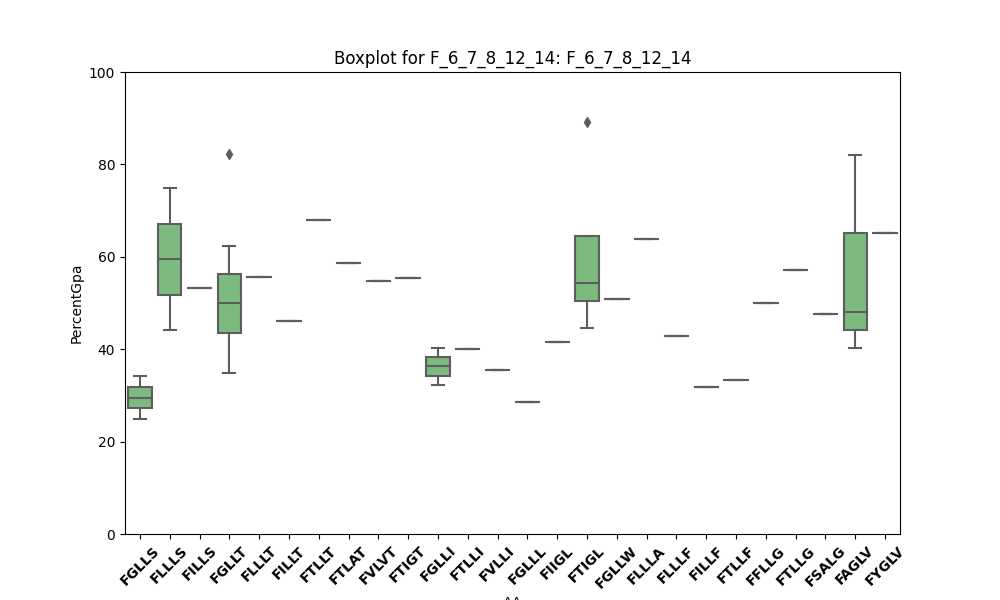 Boxplot for F_6_7_8_12_14: F_6_7_8_12_14
100
80
60
40
20
0
PercentGpa
FGLLS
FLLLS
FILLS
FGLLT
FLLLT
FILLT
FTLLT
FTLAT
FVLVT
FTIGT
FGLLI
FTLLI
FVLLI
FGLLL
FIIGL
FTIGL
FGLLW
FLLLA
FLLLF
FILLF
FTLLF
FFLLG
FTLLG
FSALG
FAGLV
FYGLV